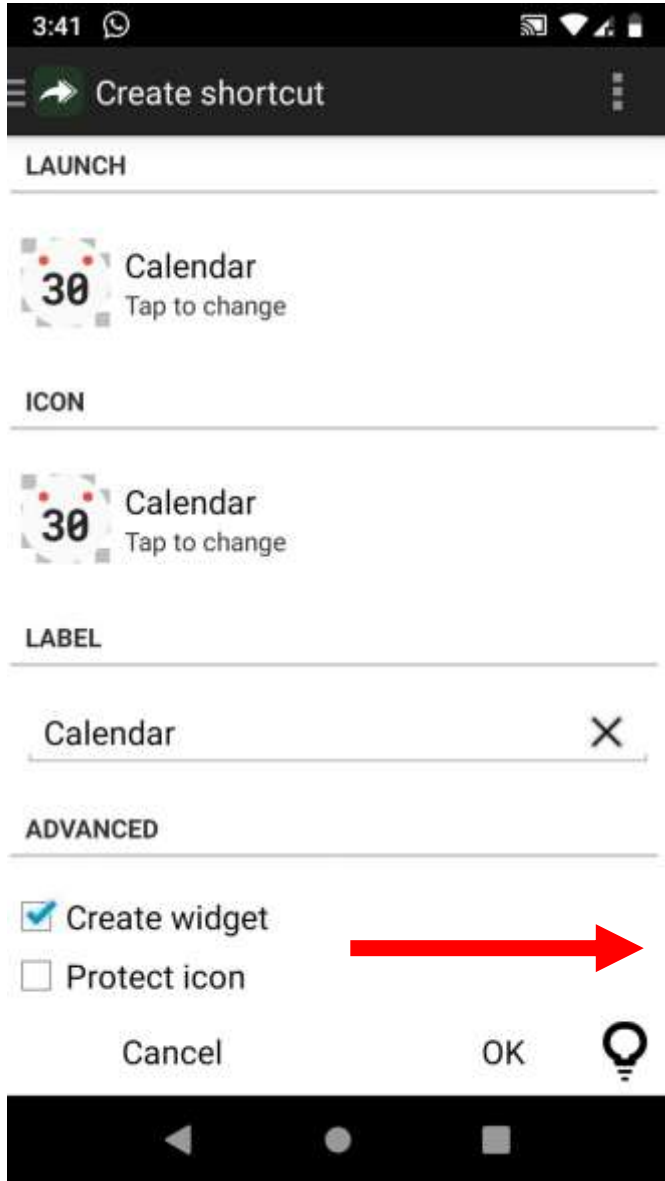 3:41
Create shortcut
LAUNCH
30
Calendar
Tap to change
ICON
30
Calendar
Tap to change
LABEL
Calendar
ADVANCED
Create widget
Protect icon
Cancel OK